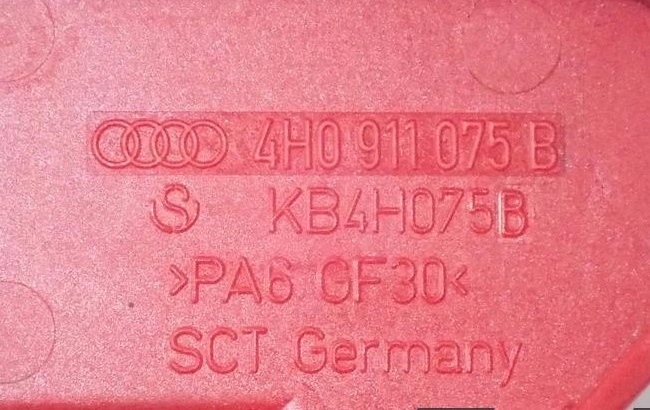 4H0 911 075 B
S KB4H075B
>PA6 GF30<
SCT Germany